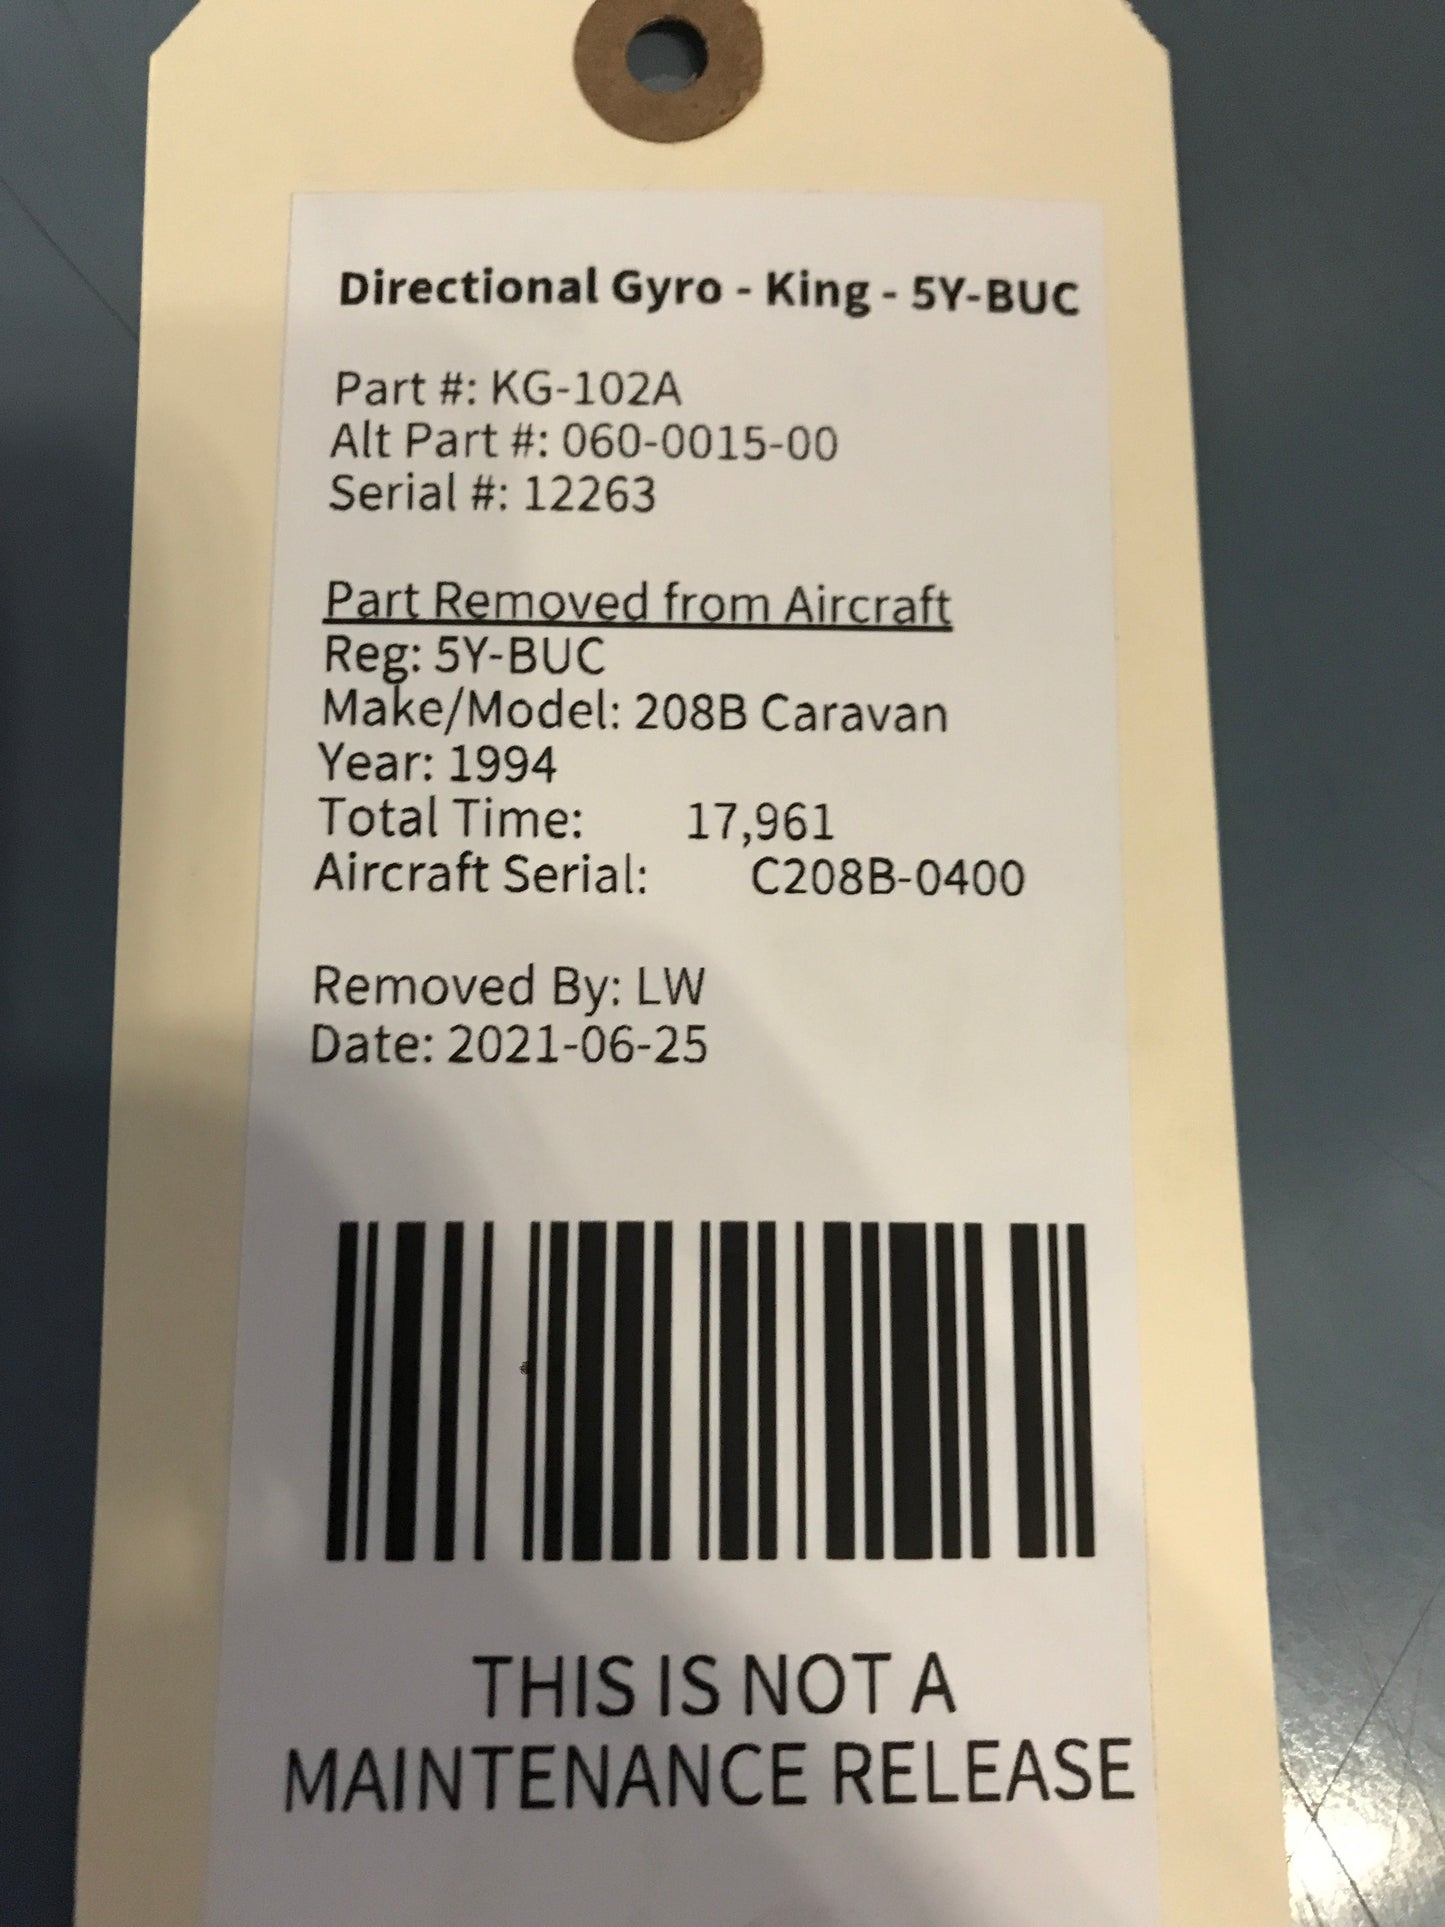 Directional Gyro - King - 5Y-BUC
Part #: KG-102A
Alt Part #: 060-0015-00
Serial #: 12263
Part Removed from Aircraft
Reg: 5Y-BUC
Make/Model: 208B Caravan
Year: 1994
Total Time: 17,961
Aircraft Serial: C208B-0400
Removed By: LW
Date: 2021-06-25
THIS IS NOT A
MAINTENANCE RELEASE